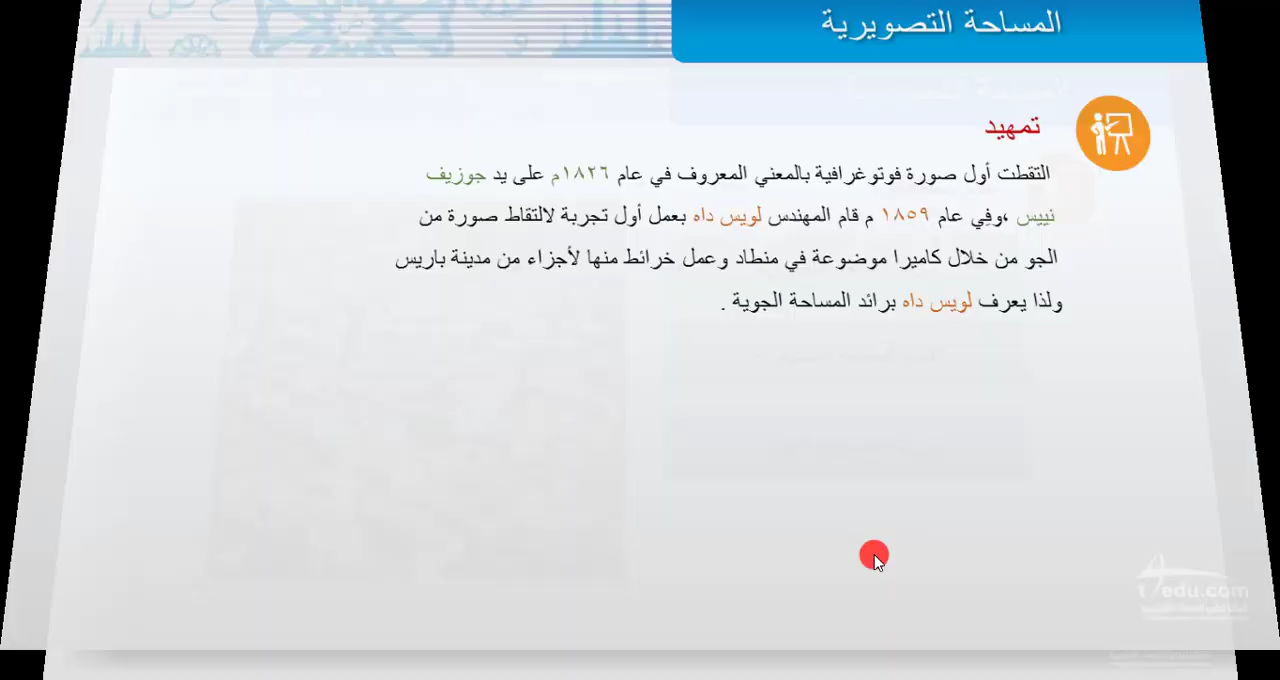 المساحة التصويرية
تمهيد
التقطت أول صورة فوتوغرافية بالمعني المعروف في عام ١٨٢٦م على يد جوزيف
نييس ،وفي عام ١٨٥٩ م قام المهندس لويس داه بعمل أول تجربة لالتقاط صورة من
الجو من خلال كاميرا موضوعة في منطاد وعمل خرائط منها لأجزاء من مدينة باريس
ولذا يعرف لويس داه برائد المساحة الجوية .
t4edu.com